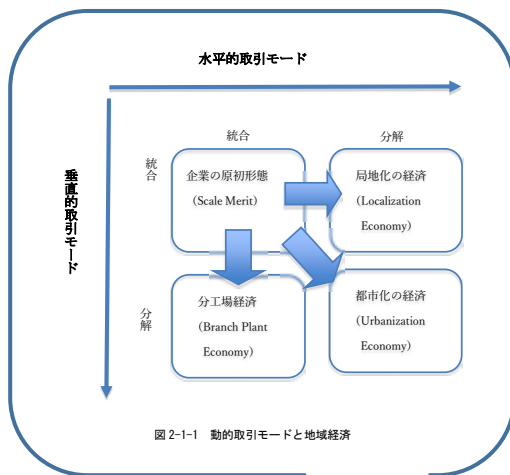 水平的取引モード
統合
分解
垂直的取引モード
統合
企業の原初形態
(Scale Merit)
局地化の経済
(Localization
Economy)
分解
分工場経済
(Branch Plant
Economy)
都市化の経済
(Urbanization
Economy)
図 2-1-1 動的取引モードと地域経済